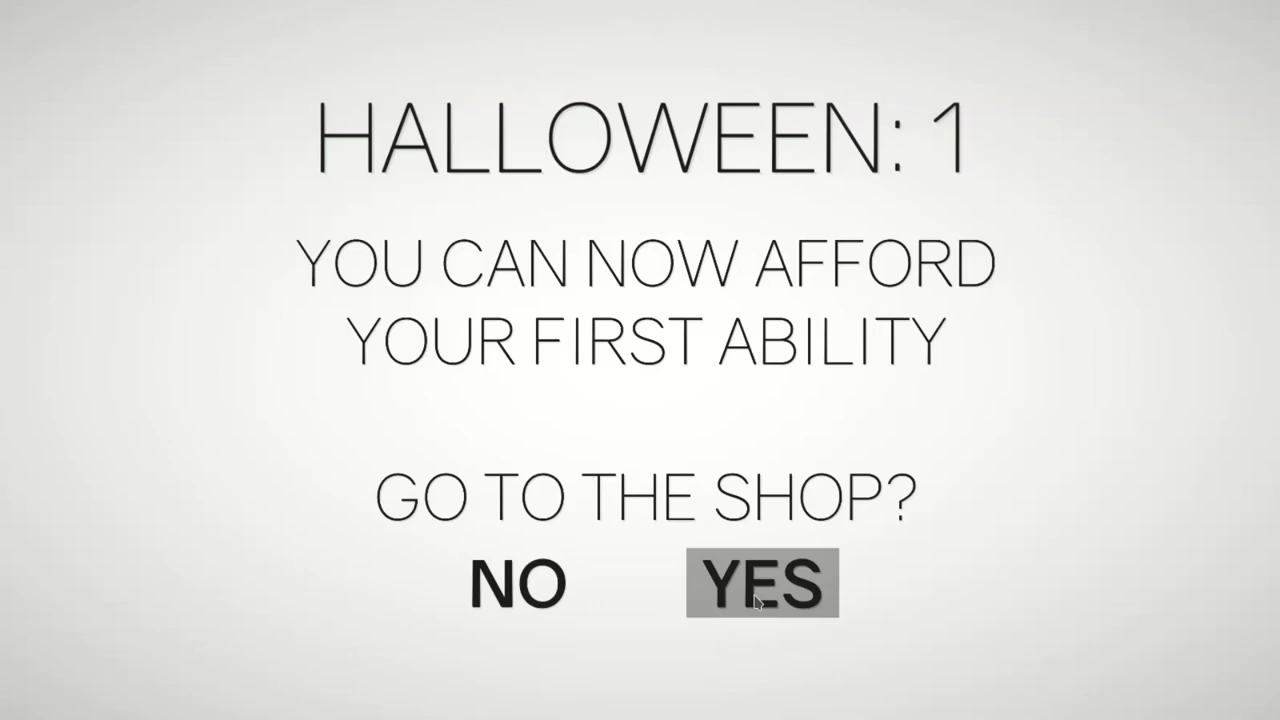 HALLOWEEN: 1
YOU CAN NOW AFFORD
YOUR FIRST ABILITY
GO TO THE SHOP?
NO YES